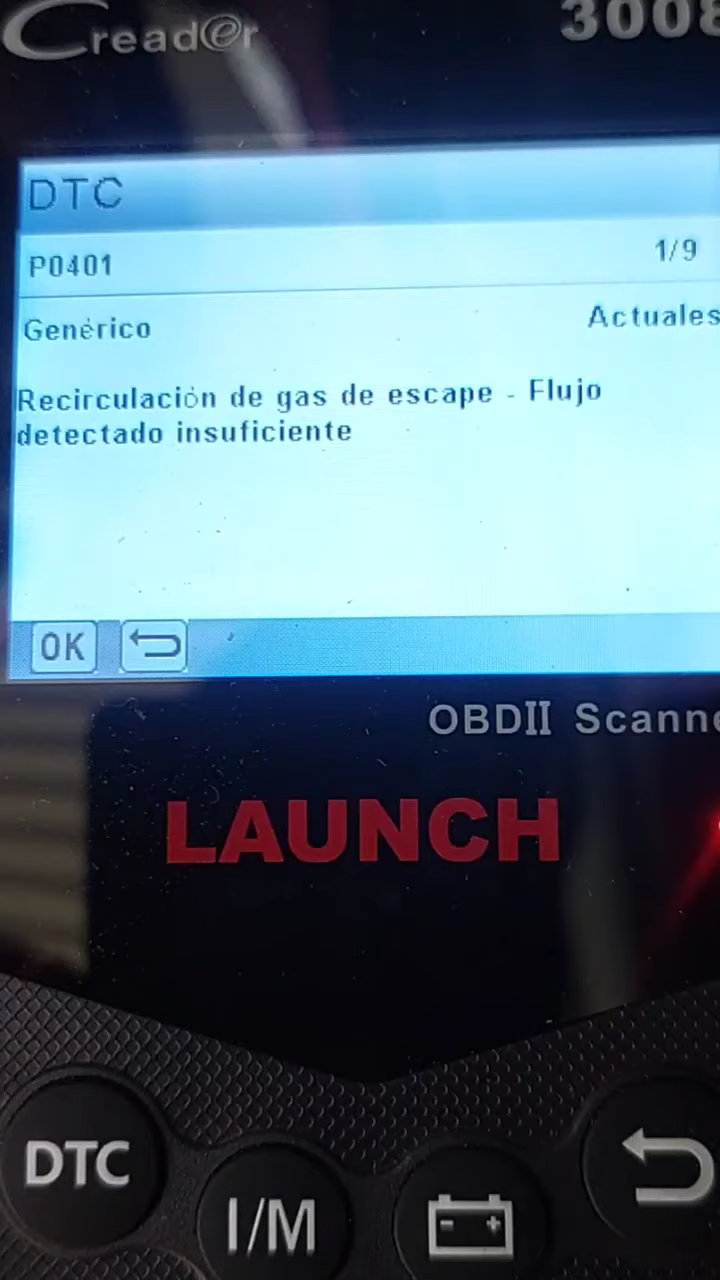 Cread@r
3008
DTC
P0401
1/9
Genérico
Actuales
Recirculación de gas de escape - Flujo
detectado insuficiente
OK
OBDII Scanne
LAUNCH
DTC
I/M